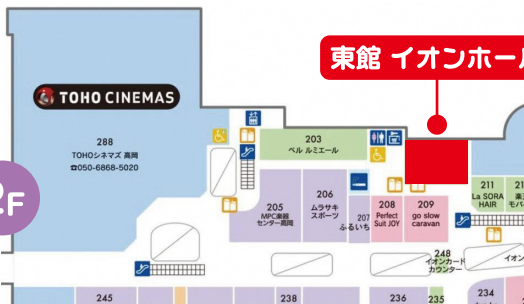 東館 イオンホール
TOHO CINEMAS
288
TOHOシネマズ 高岡
☎050-6868-5020
203
ベル ルミエール
205
MPC楽器
センター高岡
206
ムラサキ
スポーツ
207
ふるいち
208
Perfect
Suit JOY
209
go slow
caravan
211
La SORA
HAIR
248
イオンカード
カウンター
イオン
245
238
236
235
234